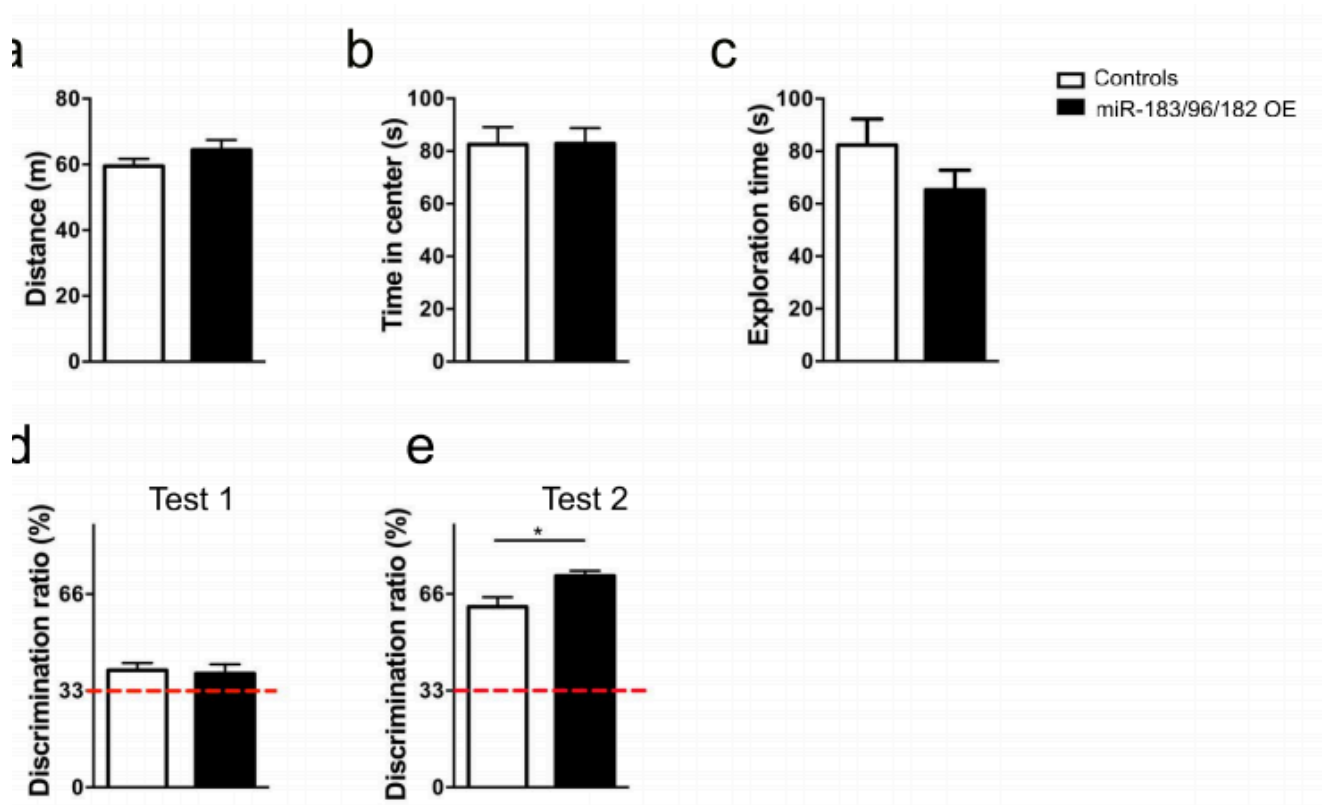 a
b
c
Controls
miR-183/96/182 OE
Distance (m)
80
60
40
20
0
Time in center (s)
100
80
60
40
20
0
Exploration time (s)
100
80
60
40
20
0
d
e
Test 1
Test 2
Discrimination ratio (%)
66
33
0
Discrimination ratio (%)
66
33
0
*